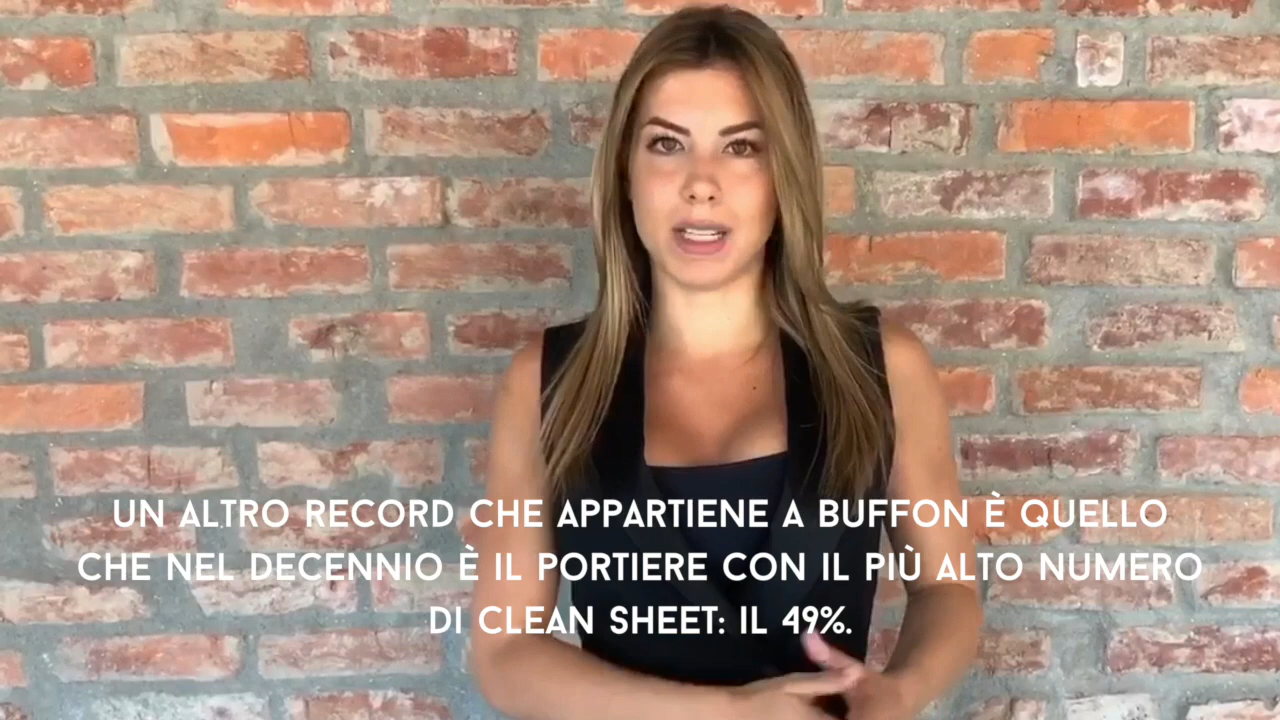 UN ALTRO RECORD CHE APPARTIENE A BUFFON È QUELLO
CHE NEL DECENNIO È IL PORTIERE CON IL PIÙ ALTO NUMERO
DI CLEAN SHEET: IL 49%.